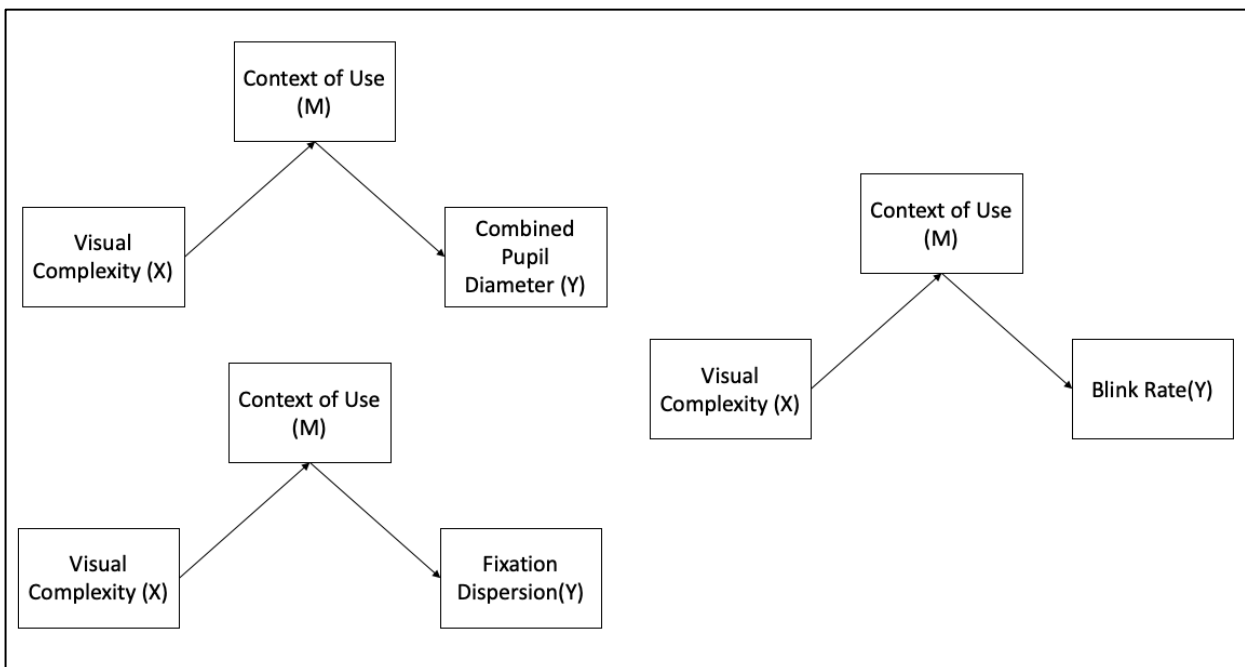 Context of Use
(M)
Visual
Complexity (X)
Combined
Pupil
Diameter (Y)
Context of Use
(M)
Visual
Complexity (X)
Fixation
Dispersion(Y)
Context of Use
(M)
Visual
Complexity (X)
Blink Rate(Y)